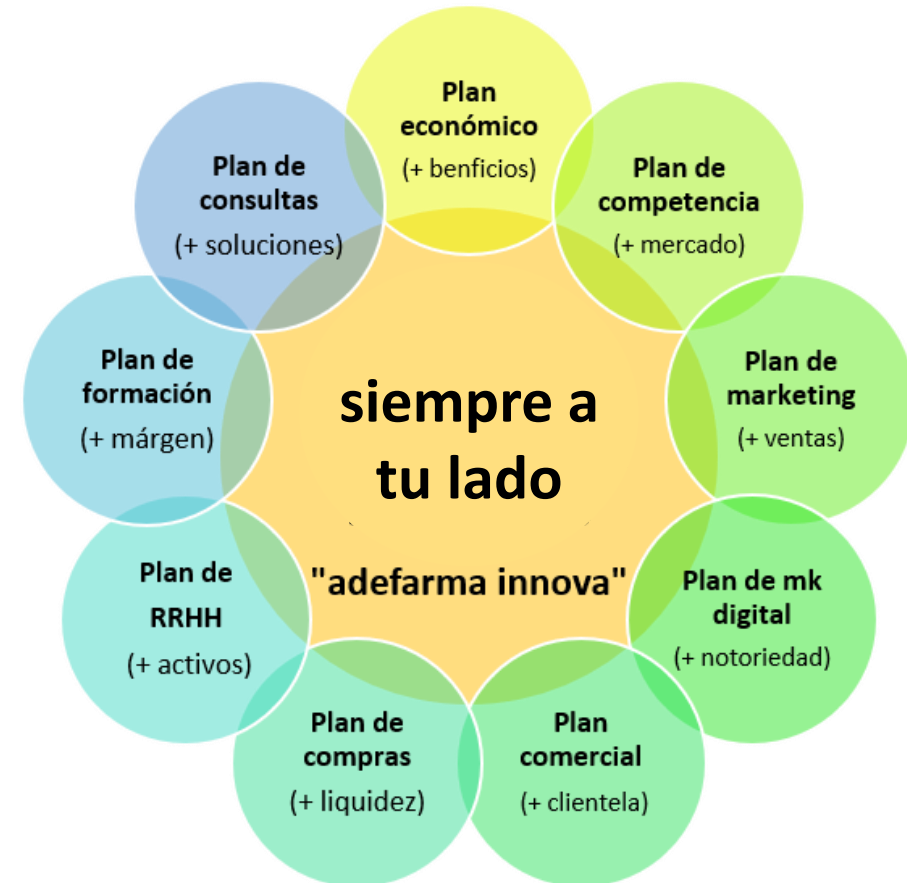 Plan
económico
(+ benficios)
Plan de
competencia
(+ mercado)
Plan de
marketing
(+ ventas)
Plan de mk
digital
(+ notoriedad)
Plan
comercial
(+ clientela)
Plan de
compras
(+ liquidez)
Plan de
RRHH
(+ activos)
Plan de
formación
(+ márgen)
Plan de
consultas
(+ soluciones)
siempre a
tu lado
"adefarma innova"